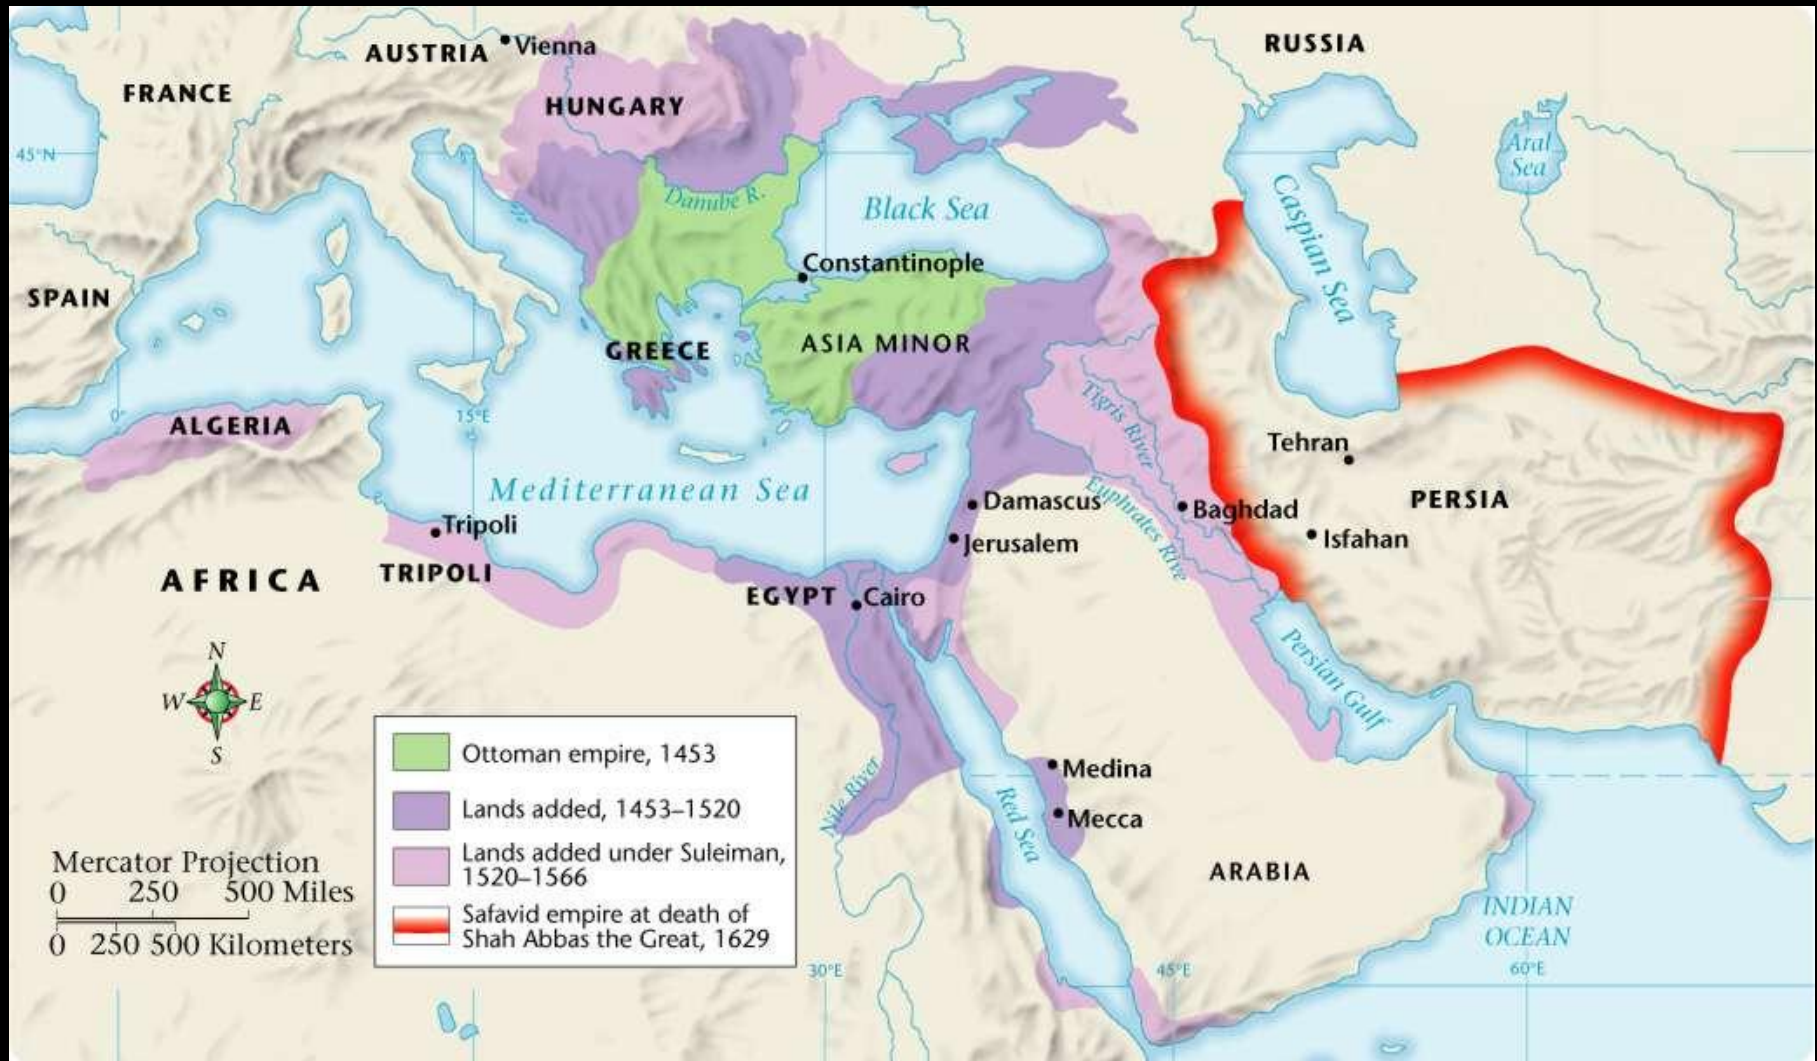 RUSSIA
AUSTRIA
Vienna
FRANCE
HUNGARY
45°N
Aral
Sea
Danube R.
Black Sea
Caspian Sea
Constantinople
SPAIN
GREECE
ASIA MINOR
0°
15°E
ALGERIA
Tigris River
Tehran
Mediterranean Sea
PERSIA
Damascus
Euphrates Rive
Baghdad
Tripoli
Isfahan
Jerusalem
AFRICA
TRIPOLI
EGYPT
Cairo
N
W
E
S
Persian Gulf
Ottoman empire, 1453
Lands added, 1453–1520
Lands added under Suleiman,
1520–1566
Safavid empire at death of
Shah Abbas the Great, 1629
Nile River
Medina
Red Sea
Mecca
Mercator Projection
0 250 500 Miles
0 250 500 Kilometers
ARABIA
INDIAN
OCEAN
30°E
45°E
60°E